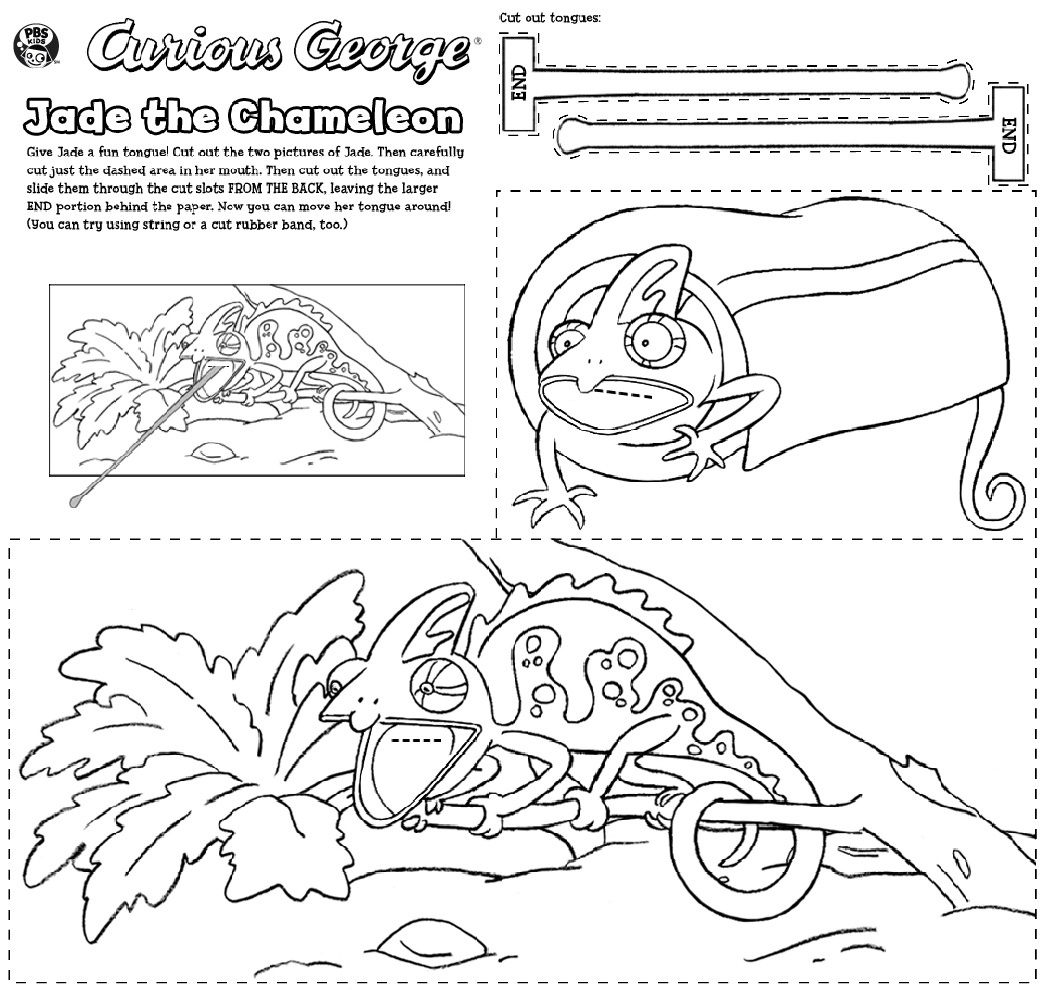 PBS
KIDS
Curious George®
Jade the Chameleon
Give Jade a fun tongue! Cut out the two pictures of Jade. Then carefully
cut just the dashed area in her mouth. Then cut out the tongues, and
slide them through the cut slots FROM THE BACK, leaving the larger
END portion behind the paper. Now you can move her tongue around!
(You can try using string or a cut rubber band, too.)
Cut out tongues:
END
END